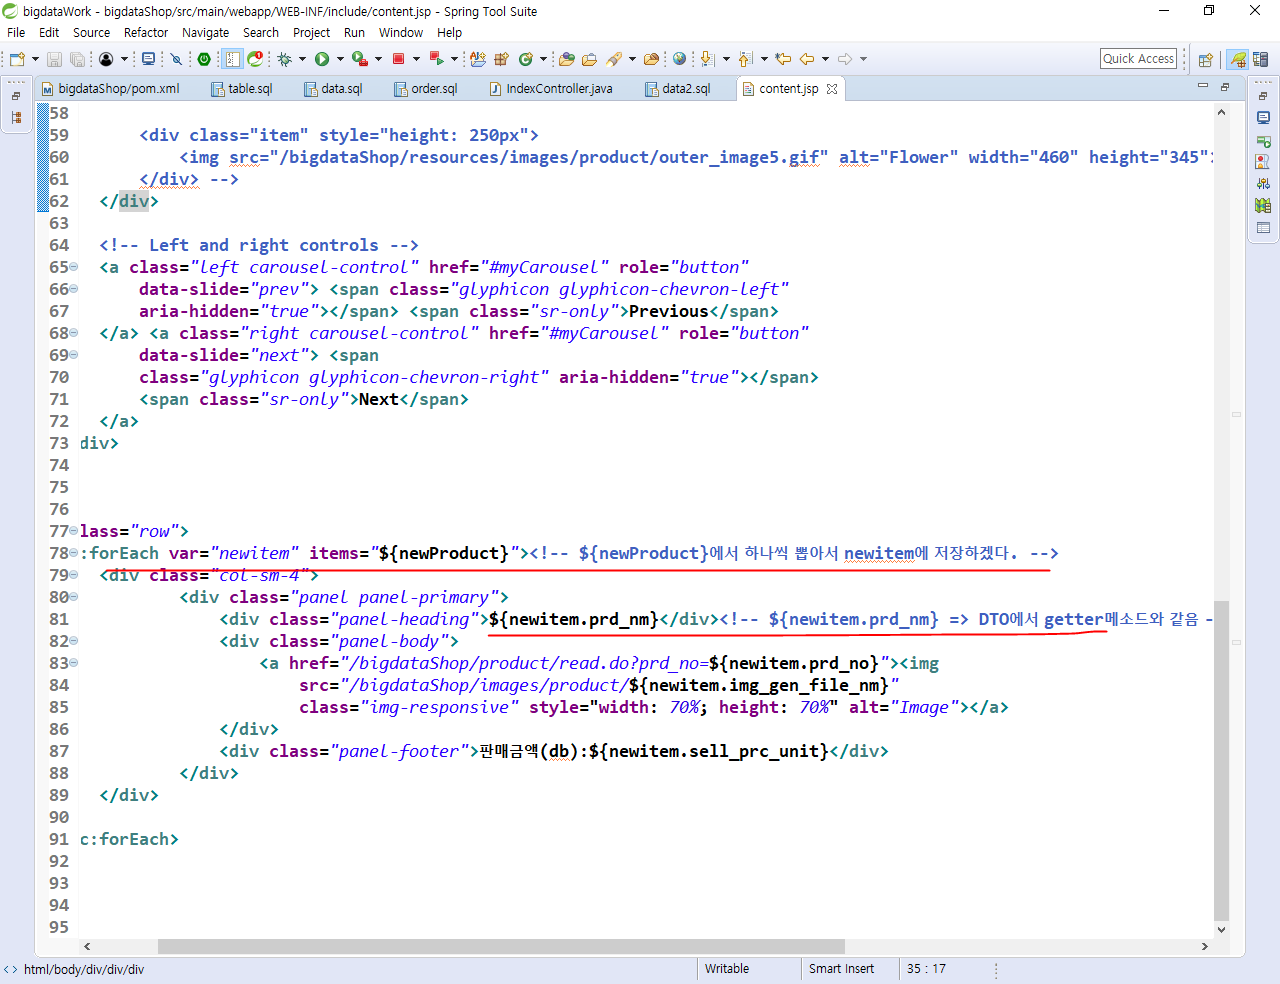 bigdataWork - bigdataShop/src/main/webapp/WEB-INF/include/content.jsp - Spring Tool Suite
File Edit Source Refactor Navigate Search Project Run Window Help
Quick Access
bigdataShop/pom.xml table.sql data.sql order.sql IndexController.java data2.sql content.jsp
58
59 <div class="item" style="height: 250px">
60 <img src="/bigdataShop/resources/images/product/outer_image5.gif" alt="Flower" width="460" height="345">
61 </div> -->
62 </div>
63
64 <!-- Left and right controls -->
65 <a class="left carousel-control" href="#myCarousel" role="button"
66 data-slide="prev"> <span class="glyphicon glyphicon-chevron-left"
67 aria-hidden="true"></span> <span class="sr-only">Previous</span>
68 </a> <a class="right carousel-control" href="#myCarousel" role="button"
69 data-slide="next"> <span
70 class="glyphicon glyphicon-chevron-right" aria-hidden="true"></span>
71 <span class="sr-only">Next</span>
72 </a>
73 div>
74
75
76
77 lass="row">
78 :forEach var="newitem" items="${newProduct}"><!-- ${newProduct}에서 하나씩 뽑아서 newitem에 저장하겠다. -->
79 <div class="col-sm-4">
80 <div class="panel panel-primary">
81 <div class="panel-heading">${newitem.prd_nm}</div><!-- ${newitem.prd_nm} => DTO에서 getter메소드와 같음 -
82 <div class="panel-body">
83 <a href="/bigdataShop/product/read.do?prd_no=${newitem.prd_no}"><img
84 src="/bigdataShop/images/product/${newitem.img_gen_file_nm}"
85 class="img-responsive" style="width: 70%; height: 70%" alt="Image"></a>
86 </div>
87 <div class="panel-footer">판매금액(db):${newitem.sell_prc_unit}</div>
88 </div>
89 </div>
90
91 c:forEach>
92
93
94
95
html/body/div/div/div Writable Smart Insert 35 : 17